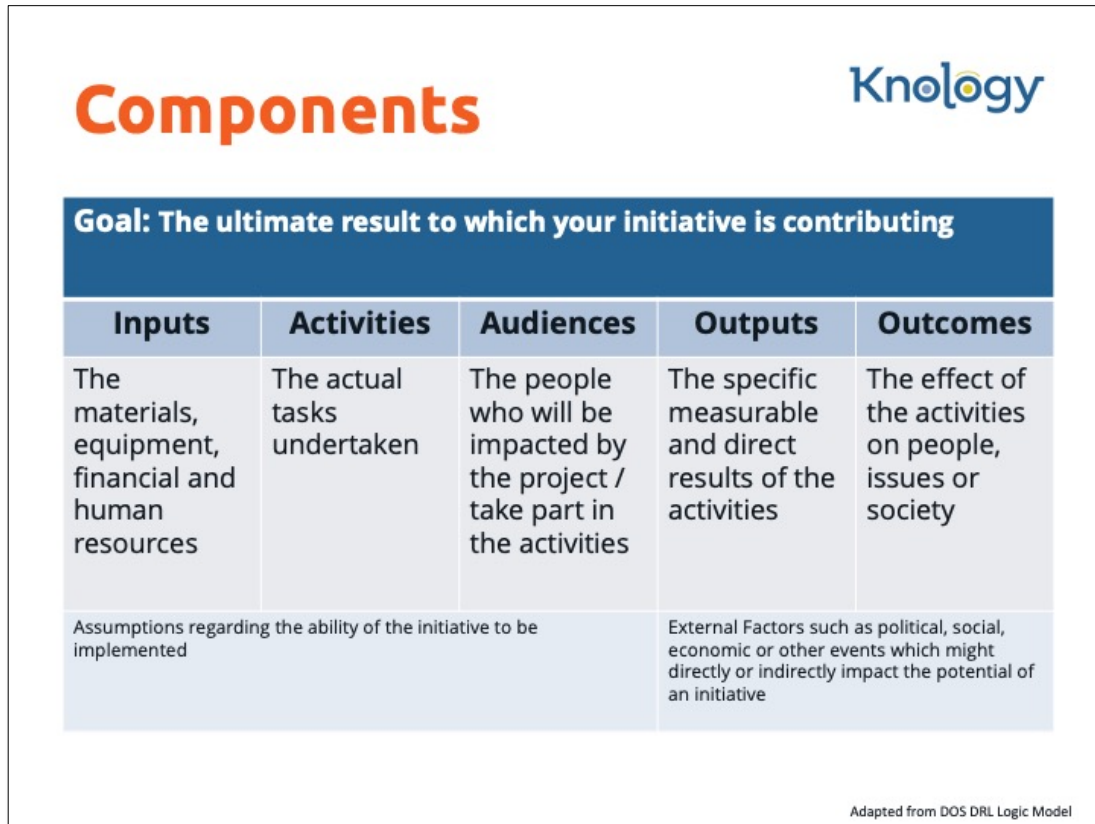 Components
Knology
Goal: The ultimate result to which your initiative is contributing
Inputs
Activities
Audiences
Outputs
Outcomes
The
materials,
equipment,
financial and
human
resources
The actual
tasks
undertaken
The people
who will be
impacted by
the project /
take part in
the activities
The specific
measurable
and direct
results of the
activities
The effect of
the activities
on people,
issues or
society
Assumptions regarding the ability of the initiative to be
implemented
External Factors such as political, social,
economic or other events which might
directly or indirectly impact the potential of
an initiative
Adapted from DOS DRL Logic Model